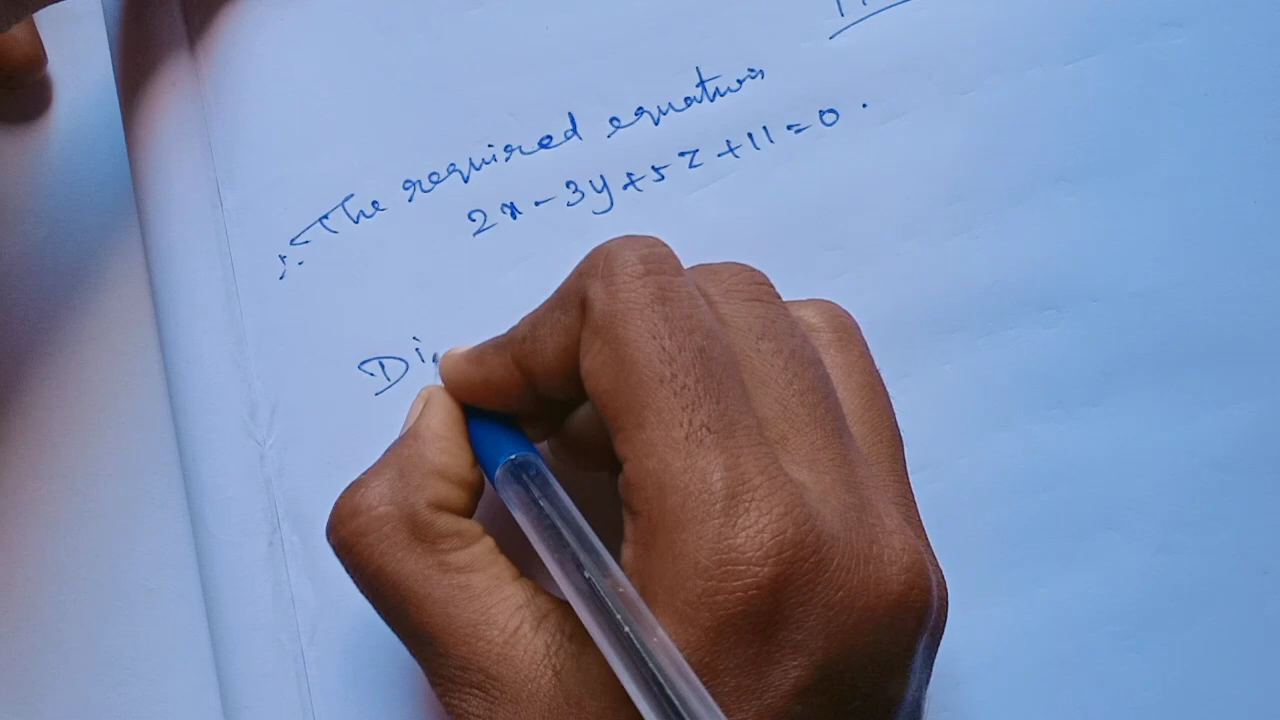 ∴ The required equation
2x-3y+5z+11=0.
Di